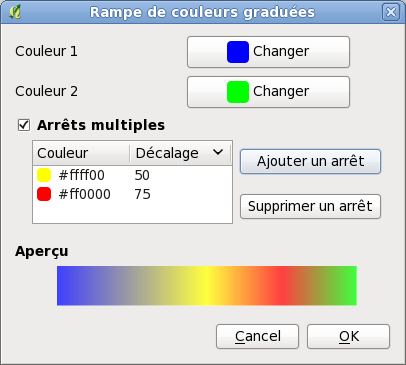 Rampe de couleurs graduées
Couleur 1 Changer
Couleur 2 Changer
Arrêts multiples
Couleur Décalage
#ffff00 50
#ff0000 75
Ajouter un arrêt
Supprimer un arrêt
Aperçu
Cancel OK